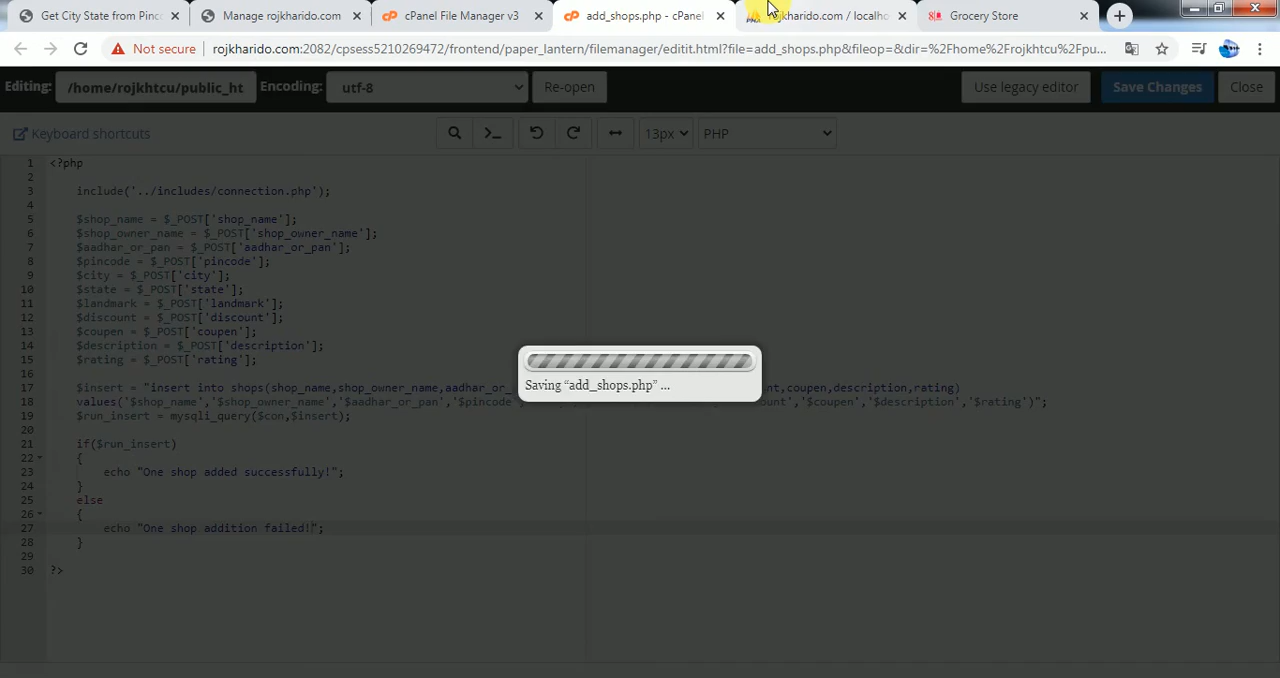 Get City State from Pinc
Manage rojkharido.com
cPanel File Manager v3
add_shops.php - cPanel
rojkharido.com / localho
Grocery Store
Not secure
rojkharido.com:2082/cpsess5210269472/frontend/paper_lantern/filemanager/editit.html?file=add_shops.php&fileop=&dir=%2Fhome%2Frojkhtcu%2Fpu...
Editing: /home/rojkhtcu/public_ht Encoding: utf-8 Re-open Use legacy editor Save Changes Close
Keyboard shortcuts 13px PHP
1 <?php
2
3 include('../includes/connection.php');
4
5 $shop_name = $_POST['shop_name'];
6 $shop_owner_name = $_POST['shop_owner_name'];
7 $aadhar_or_pan = $_POST['aadhar_or_pan'];
8 $pincode = $_POST['pincode'];
9 $city = $_POST['city'];
10 $state = $_POST['state'];
11 $landmark = $_POST['landmark'];
12 $discount = $_POST['discount'];
13 $coupen = $_POST['coupen'];
14 $description = $_POST['description'];
15 $rating = $_POST['rating'];
16
17 $insert = "insert into shops(shop_name,shop_owner_name,aadhar_or_ nt,coupen,description,rating)
18 values('$shop_name','$shop_owner_name','$aadhar_or_pan','$pincode' ount','$coupen','$description','$rating')";
19 $run_insert = mysqli_query($con,$insert);
20
21 if($run_insert)
22 {
23 echo "One shop added successfully!";
24 }
25 else
26 {
27 echo "One shop addition failed!";
28 }
29
30 ?>
Saving “add_shops.php” ...